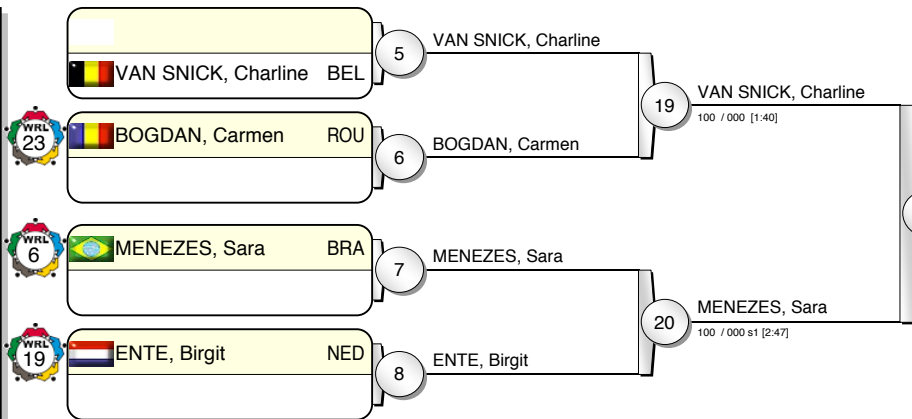 VAN SNICK, Charline BEL
5
VAN SNICK, Charline
WRL
23
BOGDAN, Carmen ROU
6
BOGDAN, Carmen
19
VAN SNICK, Charline
100 / 000 [1:40]
WRL
6
MENEZES, Sara BRA
7
MENEZES, Sara
WRL
19
ENTE, Birgit NED
8
ENTE, Birgit
20
MENEZES, Sara
100 / 000 s1 [2:47]